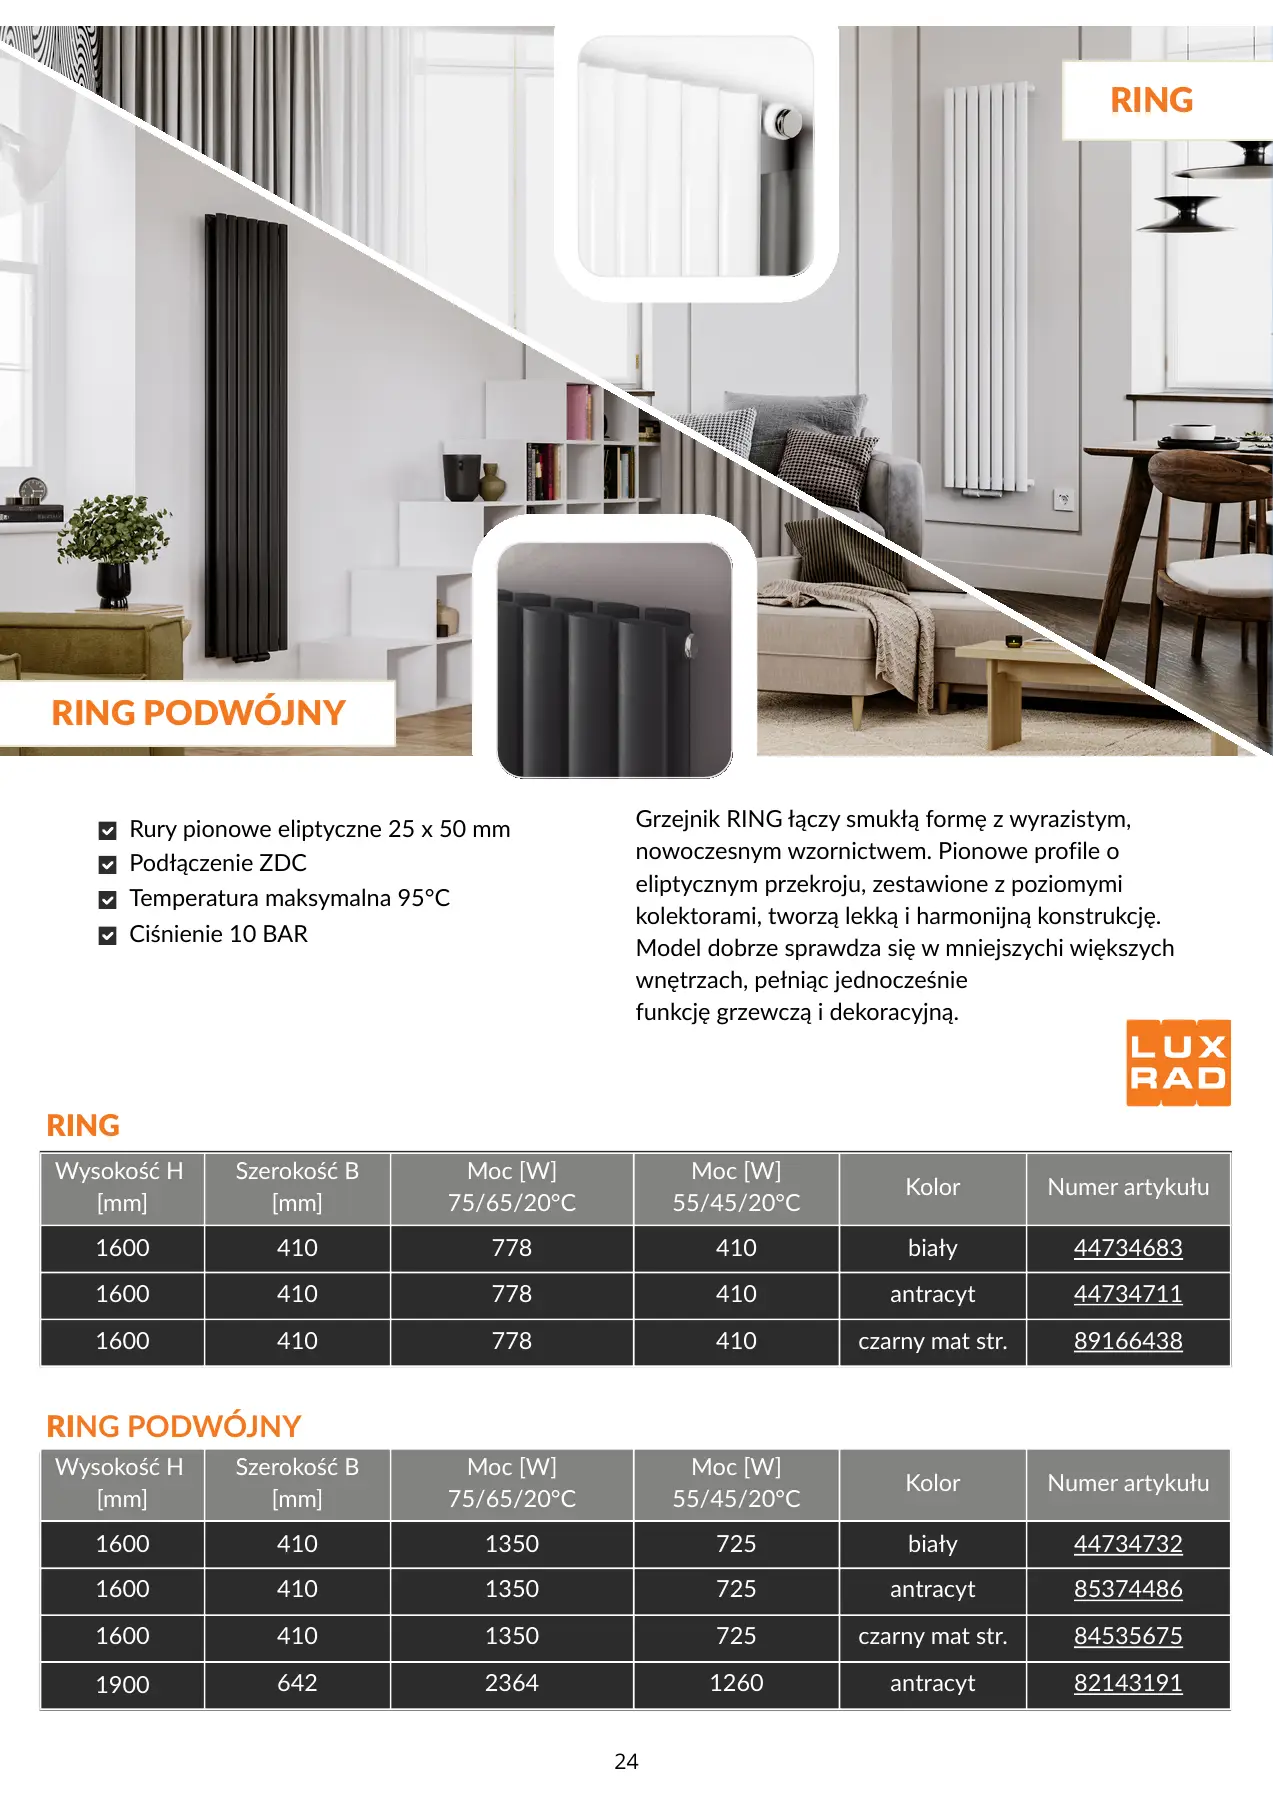 RING
RING PODWÓJNY
Rury pionowe eliptyczne 25 x 50 mm
Podłączenie ZDC
Temperatura maksymalna 95°C
Ciśnienie 10 BAR
Grzejnik RING łączy smukłą formę z wyrazistym,
nowoczesnym wzornictwem. Pionowe profile o
eliptycznym przekroju, zestawione z poziomymi
kolektorami, tworzą lekką i harmonijną konstrukcję.
Model dobrze sprawdza się w mniejszychi większych
wnętrzach, pełniąc jednocześnie
funkcję grzewczą i dekoracyjną.
LUX
RAD
RING
Wysokość H [mm] Szerokość B [mm] Moc [W] 75/65/20°C Moc [W] 55/45/20°C Kolor Numer artykułu
1600 410 778 410 biały 44734683
1600 410 778 410 antracyt 44734711
1600 410 778 410 czarny mat str. 89166438
RING PODWÓJNY
Wysokość H [mm] Szerokość B [mm] Moc [W] 75/65/20°C Moc [W] 55/45/20°C Kolor Numer artykułu
1600 410 1350 725 biały 44734732
1600 410 1350 725 antracyt 85374486
1600 410 1350 725 czarny mat str. 84535675
1900 642 2364 1260 antracyt 82143191
24